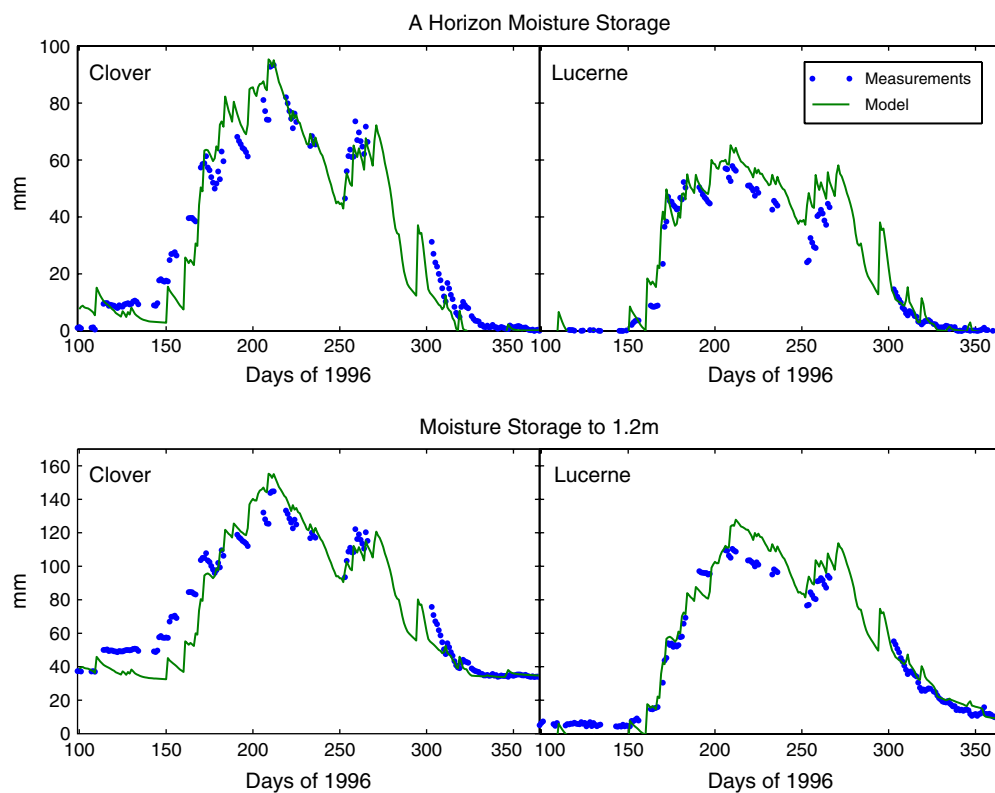 A Horizon Moisture Storage
Clover
Lucerne
Measurements
Model
mm
100
80
60
40
20
0
100 150 200 250 300 350
100 150 200 250 300 350
Days of 1996
Days of 1996
Moisture Storage to 1.2m
Clover
Lucerne
mm
160
140
120
100
80
60
40
20
0
100 150 200 250 300 350
100 150 200 250 300 350
Days of 1996
Days of 1996